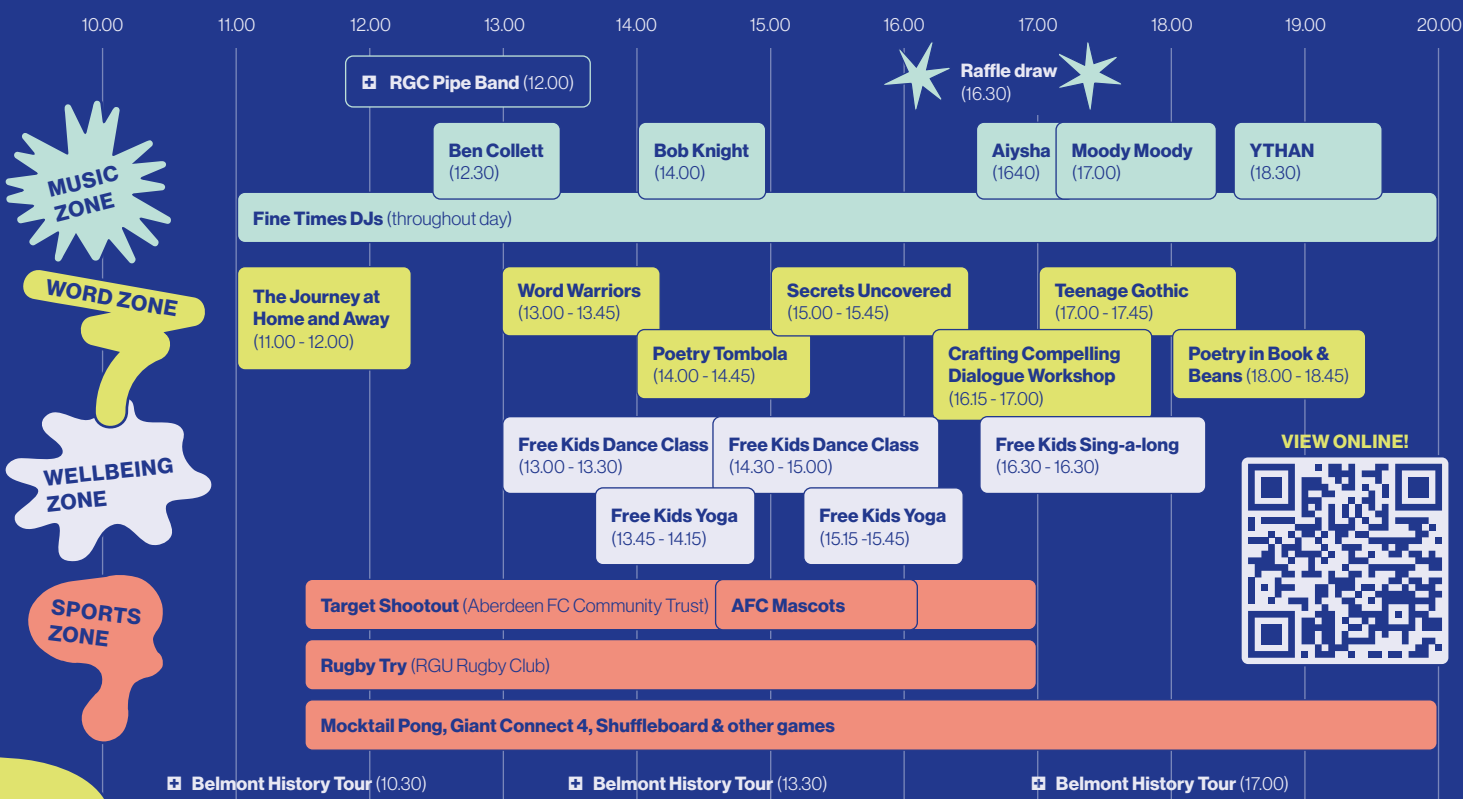 10.00 11.00 12.00 13.00 14.00 15.00 16.00 17.00 18.00 19.00 20.00
RGC Pipe Band (12.00)
Raffle draw
(16.30)
MUSIC
ZONE
Ben Collett
(12.30)
Bob Knight
(14.00)
Aiysha
(1640)
Moody Moody
(17.00)
YTHAN
(18.30)
Fine Times DJs (throughout day)
WORD ZONE
The Journey at
Home and Away
(11.00 - 12.00)
Word Warriors
(13.00 - 13.45)
Poetry Tombola
(14.00 - 14.45)
Secrets Uncovered
(15.00 - 15.45)
Crafting Compelling
Dialogue Workshop
(16.15 - 17.00)
Teenage Gothic
(17.00 - 17.45)
Poetry in Book &
Beans (18.00 - 18.45)
WELLBEING
ZONE
Free Kids Dance Class
(13.00 - 13.30)
Free Kids Yoga
(13.45 - 14.15)
Free Kids Dance Class
(14.30 - 15.00)
Free Kids Yoga
(15.15 -15.45)
Free Kids Sing-a-long
(16.30 - 16.30)
VIEW ONLINE!
SPORTS
ZONE
Target Shootout (Aberdeen FC Community Trust)
AFC Mascots
Rugby Try (RGU Rugby Club)
Mocktail Pong, Giant Connect 4, Shuffleboard & other games
Belmont History Tour (10.30)
Belmont History Tour (13.30)
Belmont History Tour (17.00)